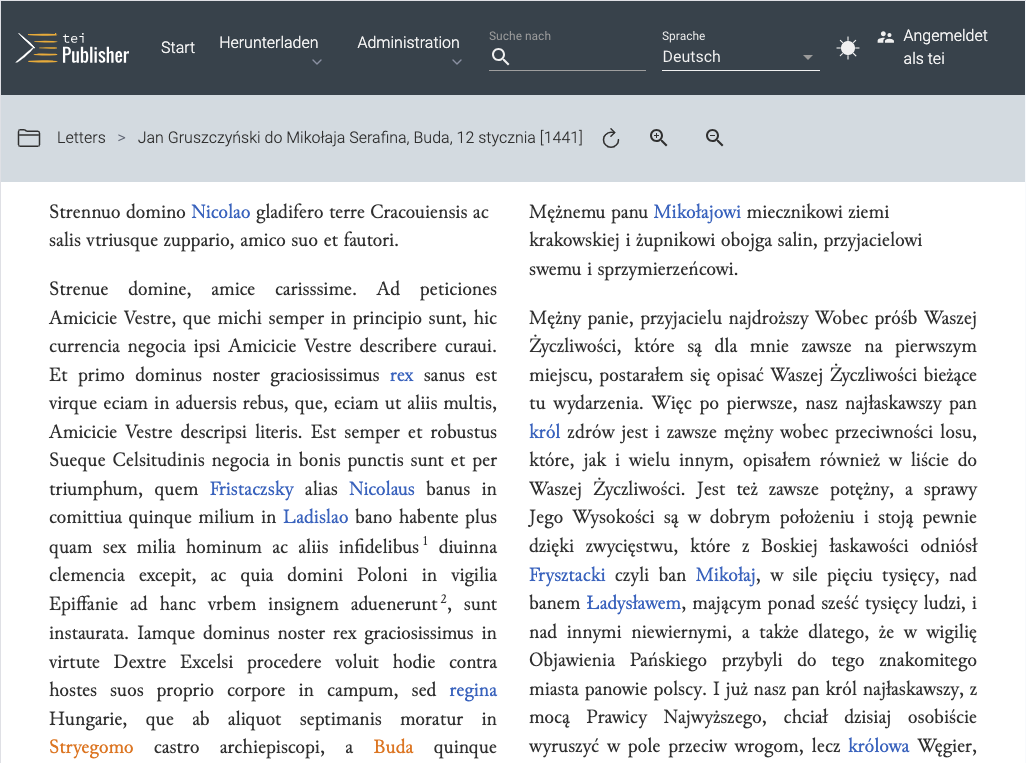 tei
Publisher
Start
Herunterladen
Administration
Suche nach
Sprache
Deutsch
Angemeldet
als tei
Letters > Jan Gruszczyński do Mikołaja Serafina, Buda, 12 stycznia [1441]
Strennuo domino Nicolao gladifero terre Cracouiensis ac
salis vtriusque zuppario, amico suo et fautori.
Strenue domine, amice carisssime. Ad peticiones
Amicicie Vestre, que michi semper in principio sunt, hic
currencia negocia ipsi Amicicie Vestre describere curaui.
Et primo dominus noster graciosissimus rex sanus est
virque eciam in aduersis rebus, que, eciam ut aliis multis,
Amicicie Vestre descripsi literis. Est semper et robustus
Sueque Celsitudinis negocia in bonis punctis sunt et per
triumphum, quem Fristaczsky alias Nicolaus banus in
comittiua quinque milium in Ladislao bano habente plus
quam sex milia hominum ac aliis infidelibus 1 diuinna
clemencia excepit, ac quia domini Poloni in vigilia
Epiffanie ad hanc vrbem insignem aduenerunt 2, sunt
instaurata. Iamque dominus noster rex graciosissimus in
virtute Dextre Excelsi procedere voluit hodie contra
hostes suos proprio corpore in campum, sed regina
Hungarie, que ab aliquot septimanis moratur in
Stryegomo castro archiepiscopi, a Buda quinque
Mężnemu panu Mikołajowi miecznikowi ziemi
krakowskiej i żupnikowi obojga salin, przyjacielowi
swemu i sprzymierzeńcowi.
Mężny panie, przyjacielu najdroższy Wobec próśb Waszej
Życzliwości, które są dla mnie zawsze na pierwszym
miejscu, postarałem się opisać Waszej Życzliwości bieżące
tu wydarzenia. Więc po pierwsze, nasz najłaskawszy pan
król zdrów jest i zawsze mężny wobec przeciwności losu,
które, jak i wielu innym, opisałem również w liście do
Waszej Życzliwości. Jest też zawsze potężny, a sprawy
Jego Wysokości są w dobrym położeniu i stoją pewnie
dzięki zwycięstwu, które z Boskiej łaskawości odniósł
Frysztacki czyli ban Mikołaj, w sile pięciu tysięcy, nad
banem Ładysławem, mającym ponad sześć tysięcy ludzi, i
nad innymi niewiernymi, a także dlatego, że w wigilię
Objawienia Pańskiego przybyli do tego znakomitego
miasta panowie polscy. I już nasz pan król najłaskawszy, z
mocą Prawicy Najwyższego, chciał dzisiaj osobiście
wyruszyć w pole przeciw wrogom, lecz królowa Węgier,